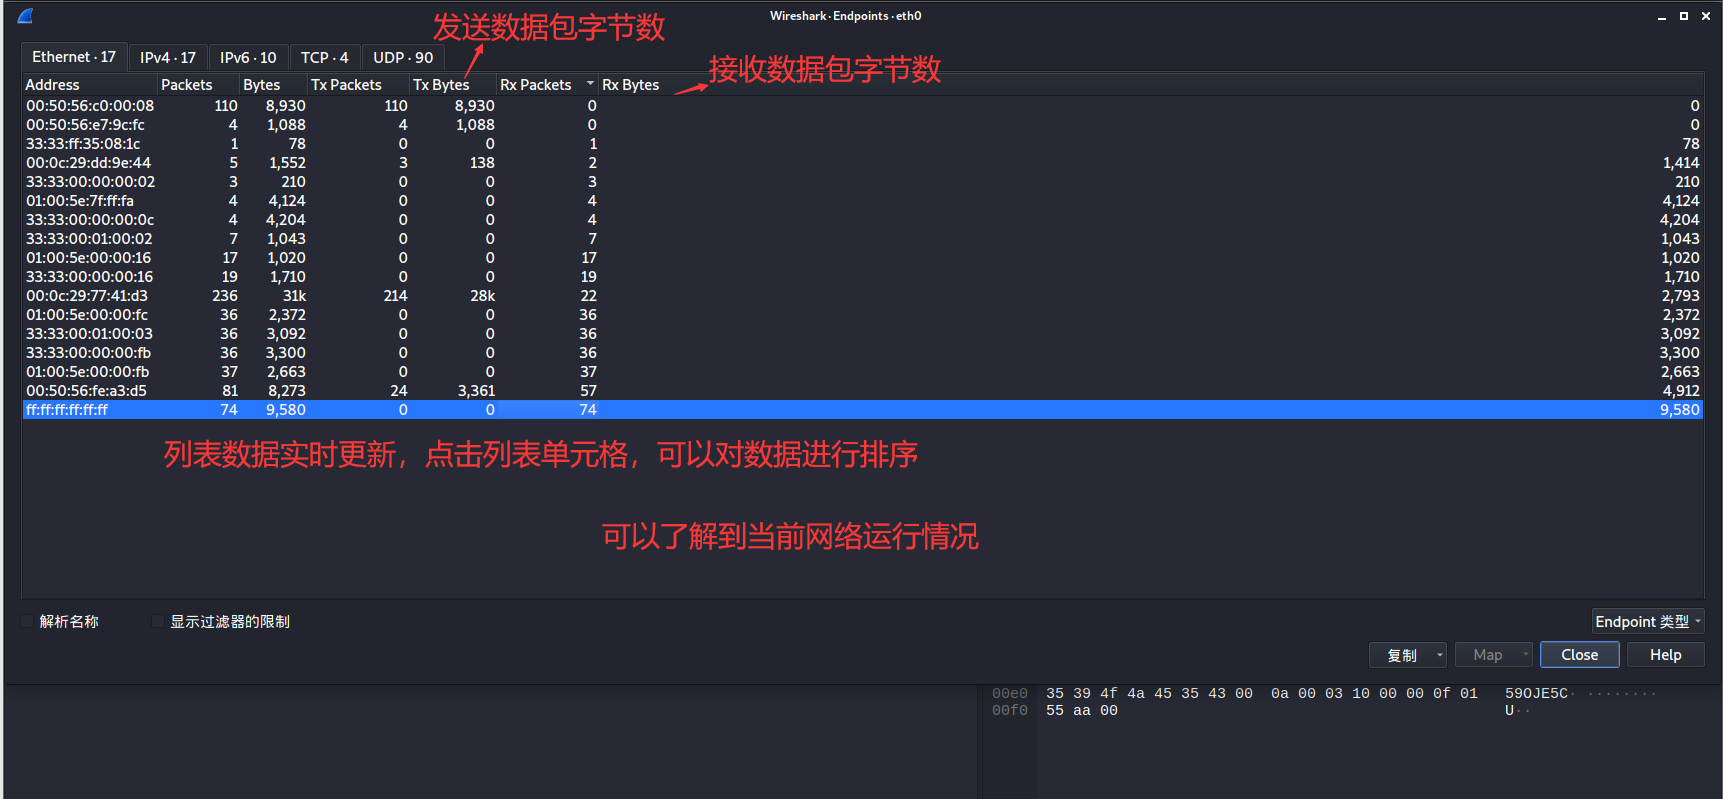 Wireshark · Endpoints · eth0
发送数据包字节数
接收数据包字节数
Ethernet · 17 IPv4 · 17 IPv6 · 10 TCP · 4 UDP · 90
Address Packets Bytes Tx Packets Tx Bytes Rx Packets Rx Bytes
00:50:56:c0:00:08 110 8,930 110 8,930 0 0
00:50:56:e7:9c:fc 4 1,088 4 1,088 0 0
33:33:ff:35:08:1c 1 78 0 0 1 78
00:0c:29:dd:9e:44 5 1,552 3 138 2 1,414
33:33:00:00:00:02 3 210 0 0 3 210
01:00:5e:7f:ff:fa 4 4,124 0 0 4 4,124
33:33:00:00:00:0c 4 4,204 0 0 4 4,204
33:33:00:01:00:02 7 1,043 0 0 7 1,043
01:00:5e:00:00:16 17 1,020 0 0 17 1,020
33:33:00:00:00:16 19 1,710 0 0 19 1,710
00:0c:29:77:41:d3 236 31k 214 28k 22 2,793
01:00:5e:00:00:fc 36 2,372 0 0 36 2,372
33:33:00:01:00:03 36 3,092 0 0 36 3,092
33:33:00:00:00:fb 36 3,300 0 0 36 3,300
01:00:5e:00:00:fb 37 2,663 0 0 37 2,663
00:50:56:fe:a3:d5 81 8,273 24 3,361 57 4,912
ff:ff:ff:ff:ff:ff 74 9,580 0 0 74 9,580
列表数据实时更新，点击列表单元格，可以对数据进行排序
可以了解到当前网络运行情况
解析名称 显示过滤器的限制 Endpoint 类型
复制 Map Close Help
00e0 35 39 4f 4a 45 35 43 00 0a 00 03 10 00 00 0f 01 59OJE5C· ········
00f0 55 aa 00 U··